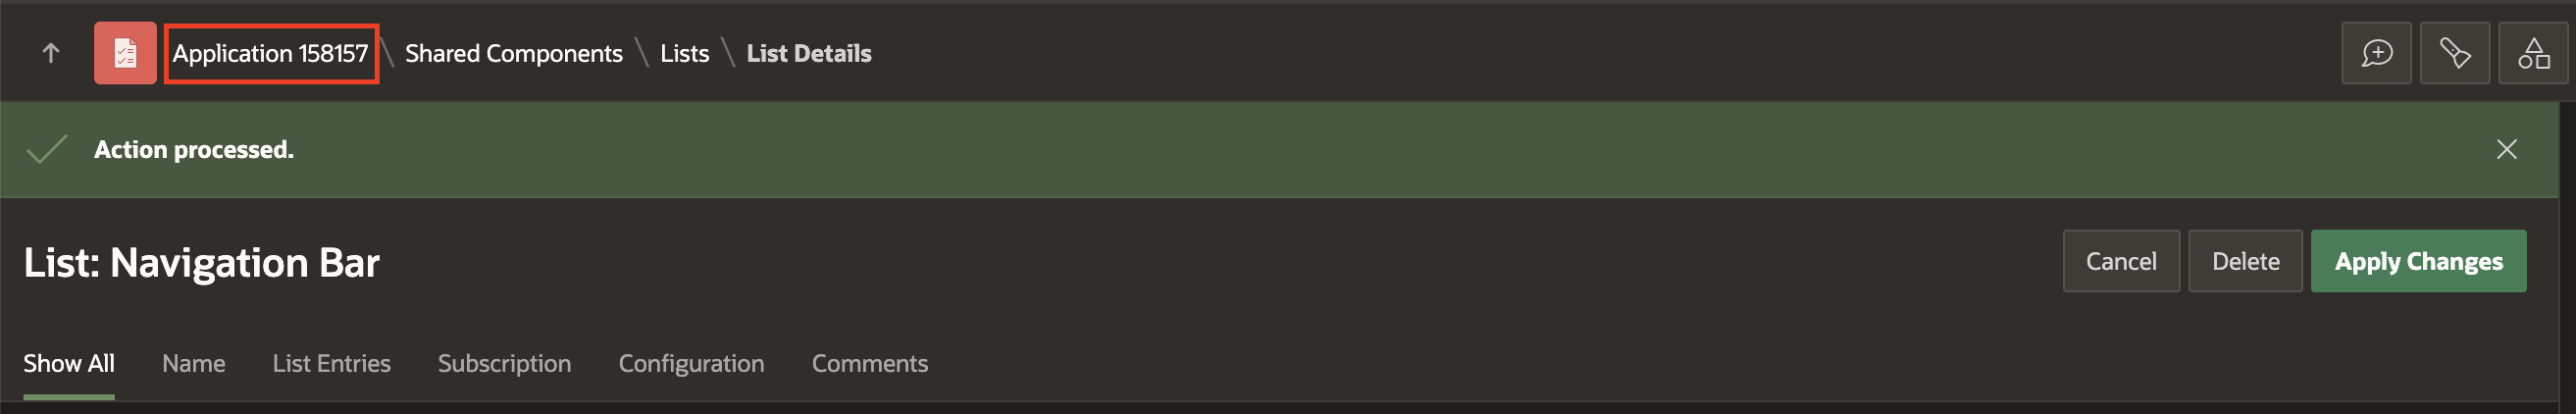 Application 158157 \ Shared Components \ Lists \ List Details
Action processed.
List: Navigation Bar
Cancel Delete Apply Changes
Show All Name List Entries Subscription Configuration Comments